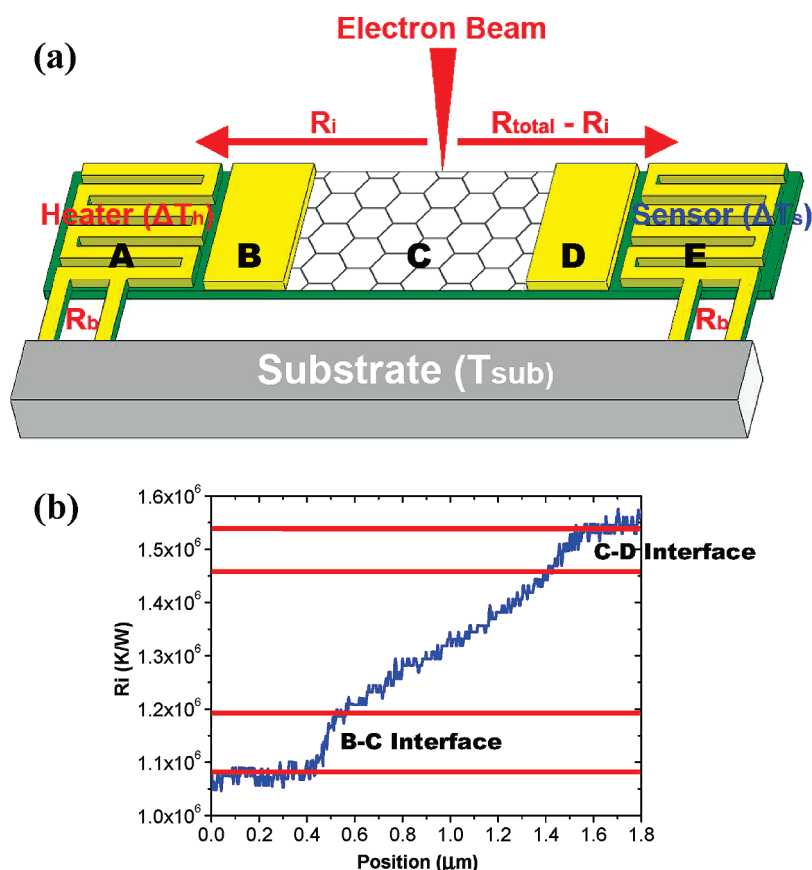 (a)
Electron Beam
Ri
Rtotal - Ri
Heater (ΔTh)
Sensor (ΔTs)
A
B
C
D
E
Rb
Rb
Substrate (Tsub)
(b)
1.6x10⁶
1.5x10⁶
1.4x10⁶
1.3x10⁶
1.2x10⁶
1.1x10⁶
1.0x10⁶
Ri (K/W)
C-D Interface
B-C Interface
0.0 0.2 0.4 0.6 0.8 1.0 1.2 1.4 1.6 1.8
Position (μm)